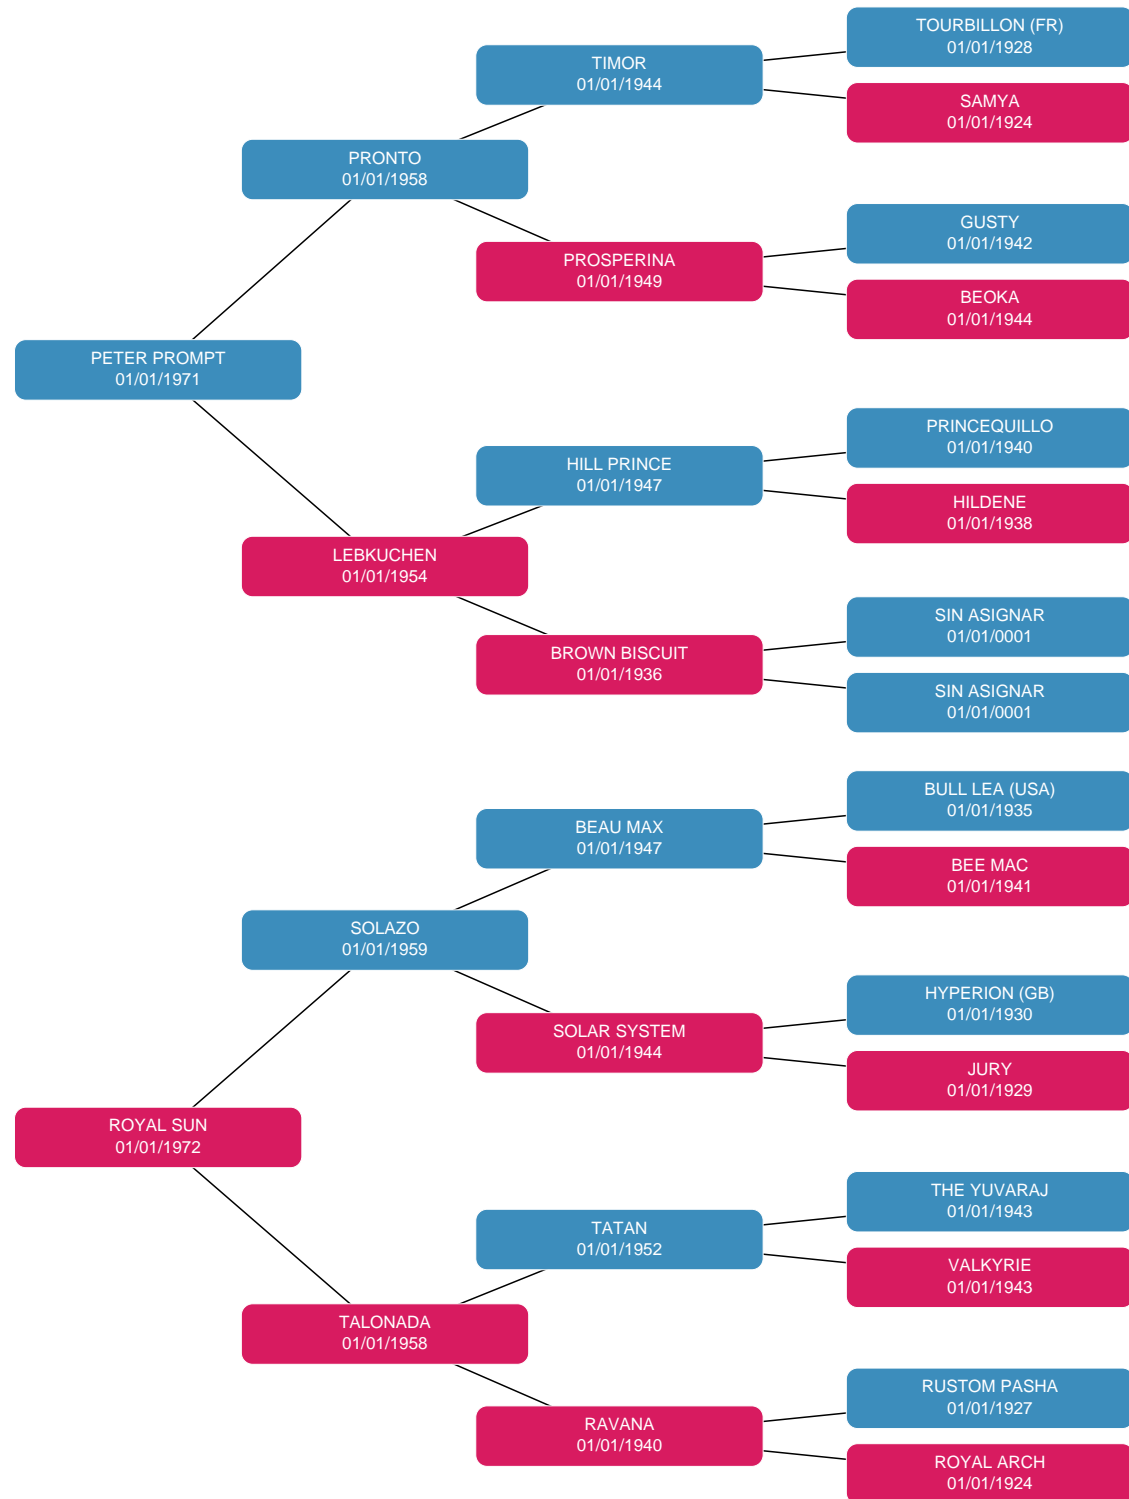 TOURBILLON (FR)
01/01/1928
TIMOR
01/01/1944
SAMYA
01/01/1924
PRONTO
01/01/1958
GUSTY
01/01/1942
PROSPERINA
01/01/1949
BEOKA
01/01/1944
PETER PROMPT
01/01/1971
PRINCEQUILLO
01/01/1940
HILL PRINCE
01/01/1947
HILDENE
01/01/1938
LEBKUCHEN
01/01/1954
SIN ASIGNAR
01/01/0001
BROWN BISCUIT
01/01/1936
SIN ASIGNAR
01/01/0001
BULL LEA (USA)
01/01/1935
BEAU MAX
01/01/1947
BEE MAC
01/01/1941
SOLAZO
01/01/1959
HYPERION (GB)
01/01/1930
SOLAR SYSTEM
01/01/1944
JURY
01/01/1929
ROYAL SUN
01/01/1972
THE YUVARAJ
01/01/1943
TATAN
01/01/1952
VALKYRIE
01/01/1943
TALONADA
01/01/1958
RUSTOM PASHA
01/01/1927
RAVANA
01/01/1940
ROYAL ARCH
01/01/1924